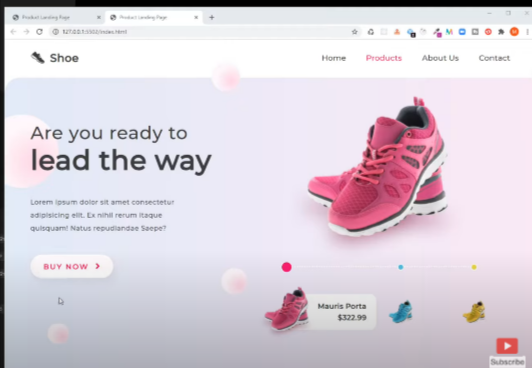 Product Landing Page
Product Landing Page
127.0.0.1:5502/index.html
Shoe
Home
Products
About Us
Contact
Are you ready to
lead the way
Lorem ipsum dolor sit amet consectetur
adipisicing elit. Ex nihil rerum itaque
quisquam! Natus repudiandae Saepe?
BUY NOW
Mauris Porta
$322.99
Subscribe